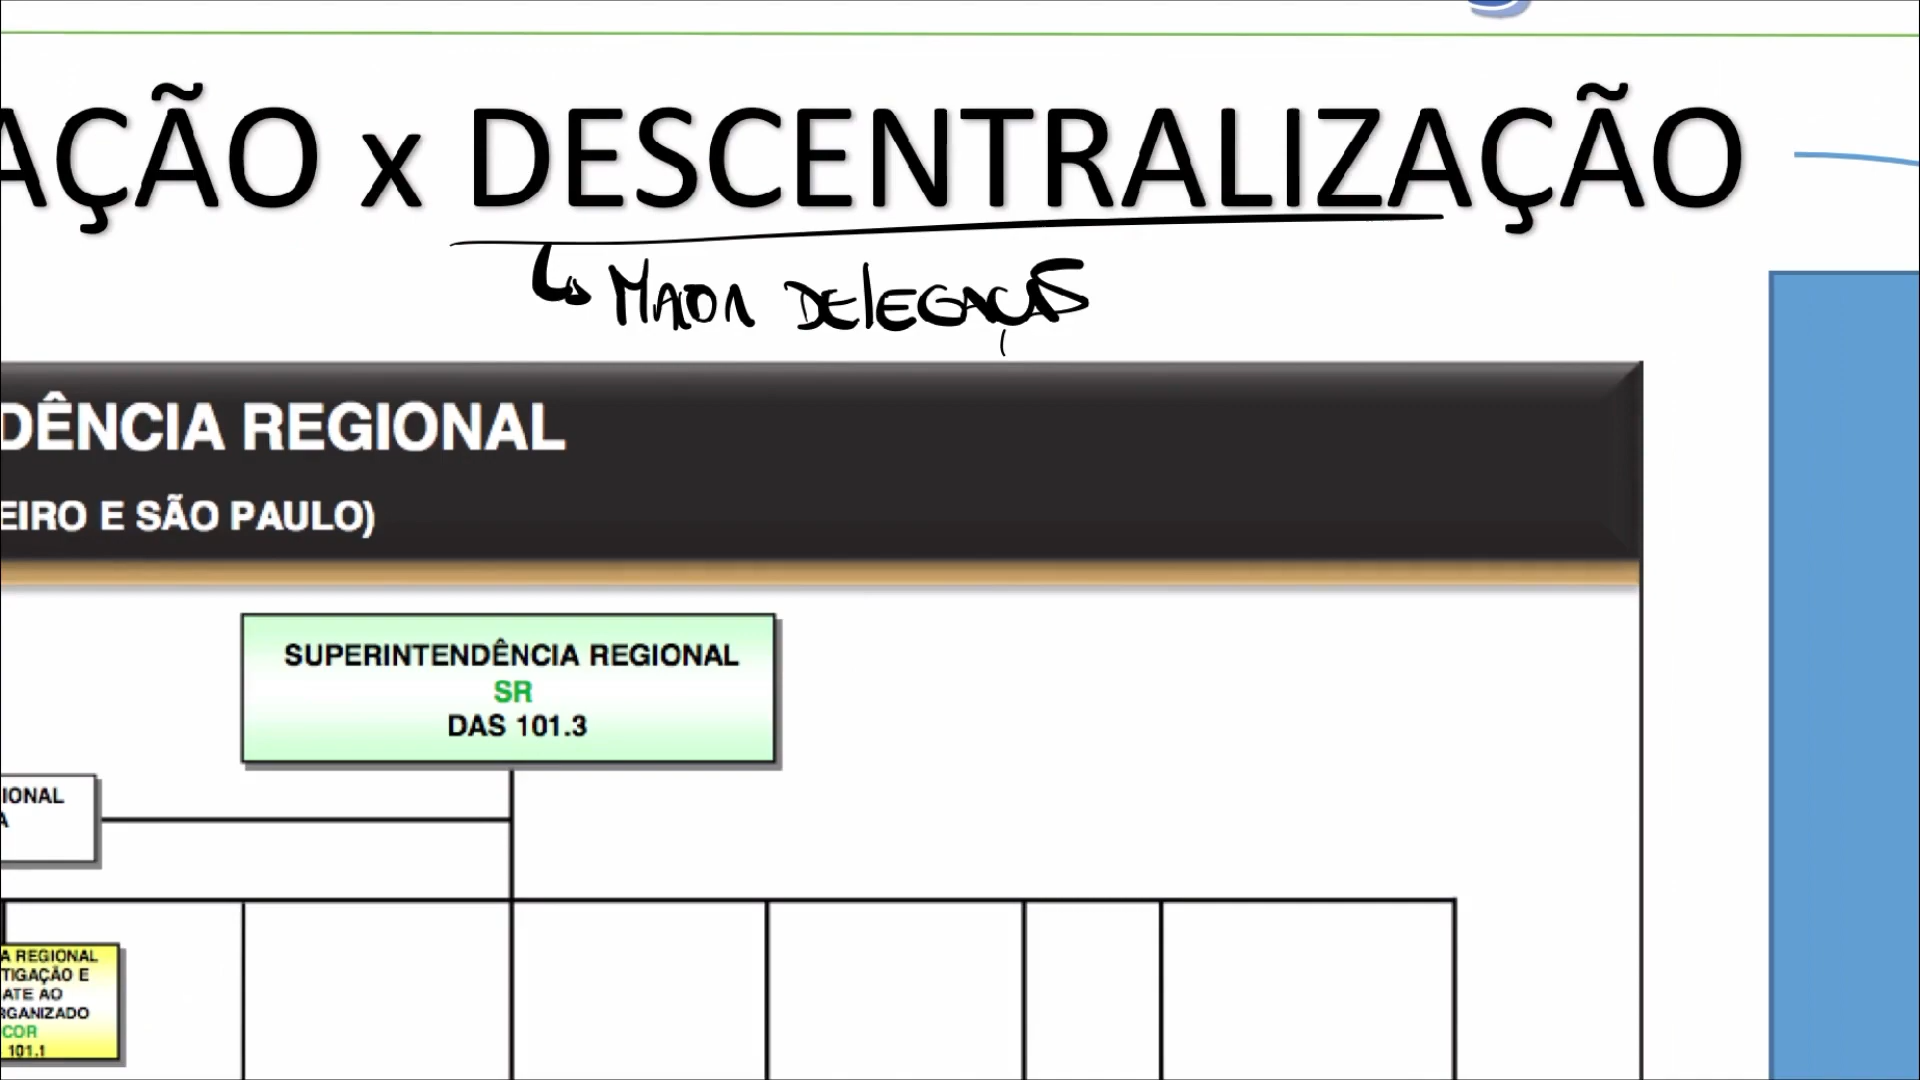 AÇÃO x DESCENTRALIZAÇÃO
MAIOR DELEGAÇÃO
DÊNCIA REGIONAL
EIRO E SÃO PAULO)
SUPERINTENDÊNCIA REGIONAL
SR
DAS 101.3
IONAL
A
A REGIONAL
TIGAÇÃO E
ATE AO
RGANIZADO
COR
101.1